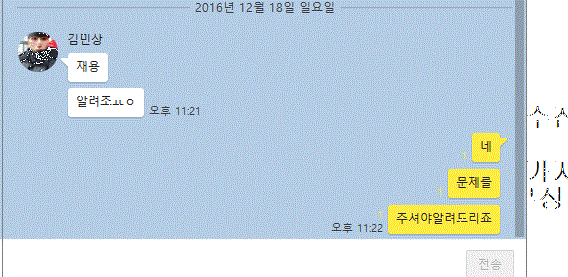 2016년 12월 18일 일요일
김민상
재용
알려조ㅛㅇ
오후 11:21
네
문제를
주셔야알려드리죠
오후 11:22
전송